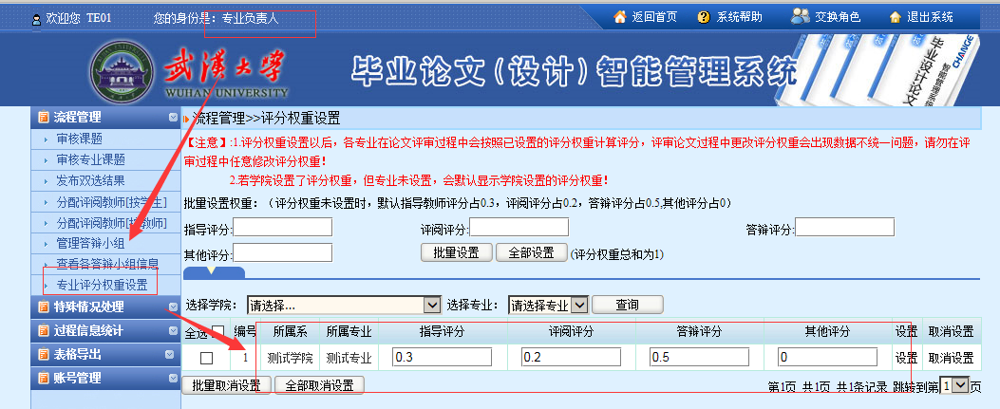 欢迎您 TE01 您的身份是：专业负责人 返回首页 系统帮助 交换角色 退出系统
武汉大学
WUHAN UNIVERSITY
毕业论文(设计)智能管理系统
毕业设计论文
智能管理系统
CHANGE
流程管理
审核课题
审核专业课题
发布双选结果
分配评阅教师[按学生]
分配评阅教师[按教师]
管理答辩小组
查看各答辩小组信息
专业评分权重设置
特殊情况处理
过程信息统计
表格导出
账号管理
流程管理>>评分权重设置
【注意】:1.评分权重设置以后，各专业在论文评审过程中会按照已设置的评分权重计算评分，评审论文过程中更改评分权重会出现数据不统一问题，请勿在评
审过程中任意修改评分权重！
2.若学院设置了评分权重，但专业未设置，会默认显示学院设置的评分权重！
批量设置权重：（评分权重未设置时，默认指导教师评分占0.3，评阅评分占0.2，答辩评分占0.5,其他评分占0）
指导评分: 评阅评分: 答辩评分:
其他评分: 批量设置 全部设置 (评分权重总和为1)
选择学院： 请选择... 选择专业： 请选择专业 查询
全选 编号 所属系 所属专业 指导评分 评阅评分 答辩评分 其他评分 设置 取消设置
1 测试学院 测试专业 0.3 0.2 0.5 0 设置 取消设置
批量取消设置 全部取消设置 第1页 共1页 共1条记录 跳转到第 1 页